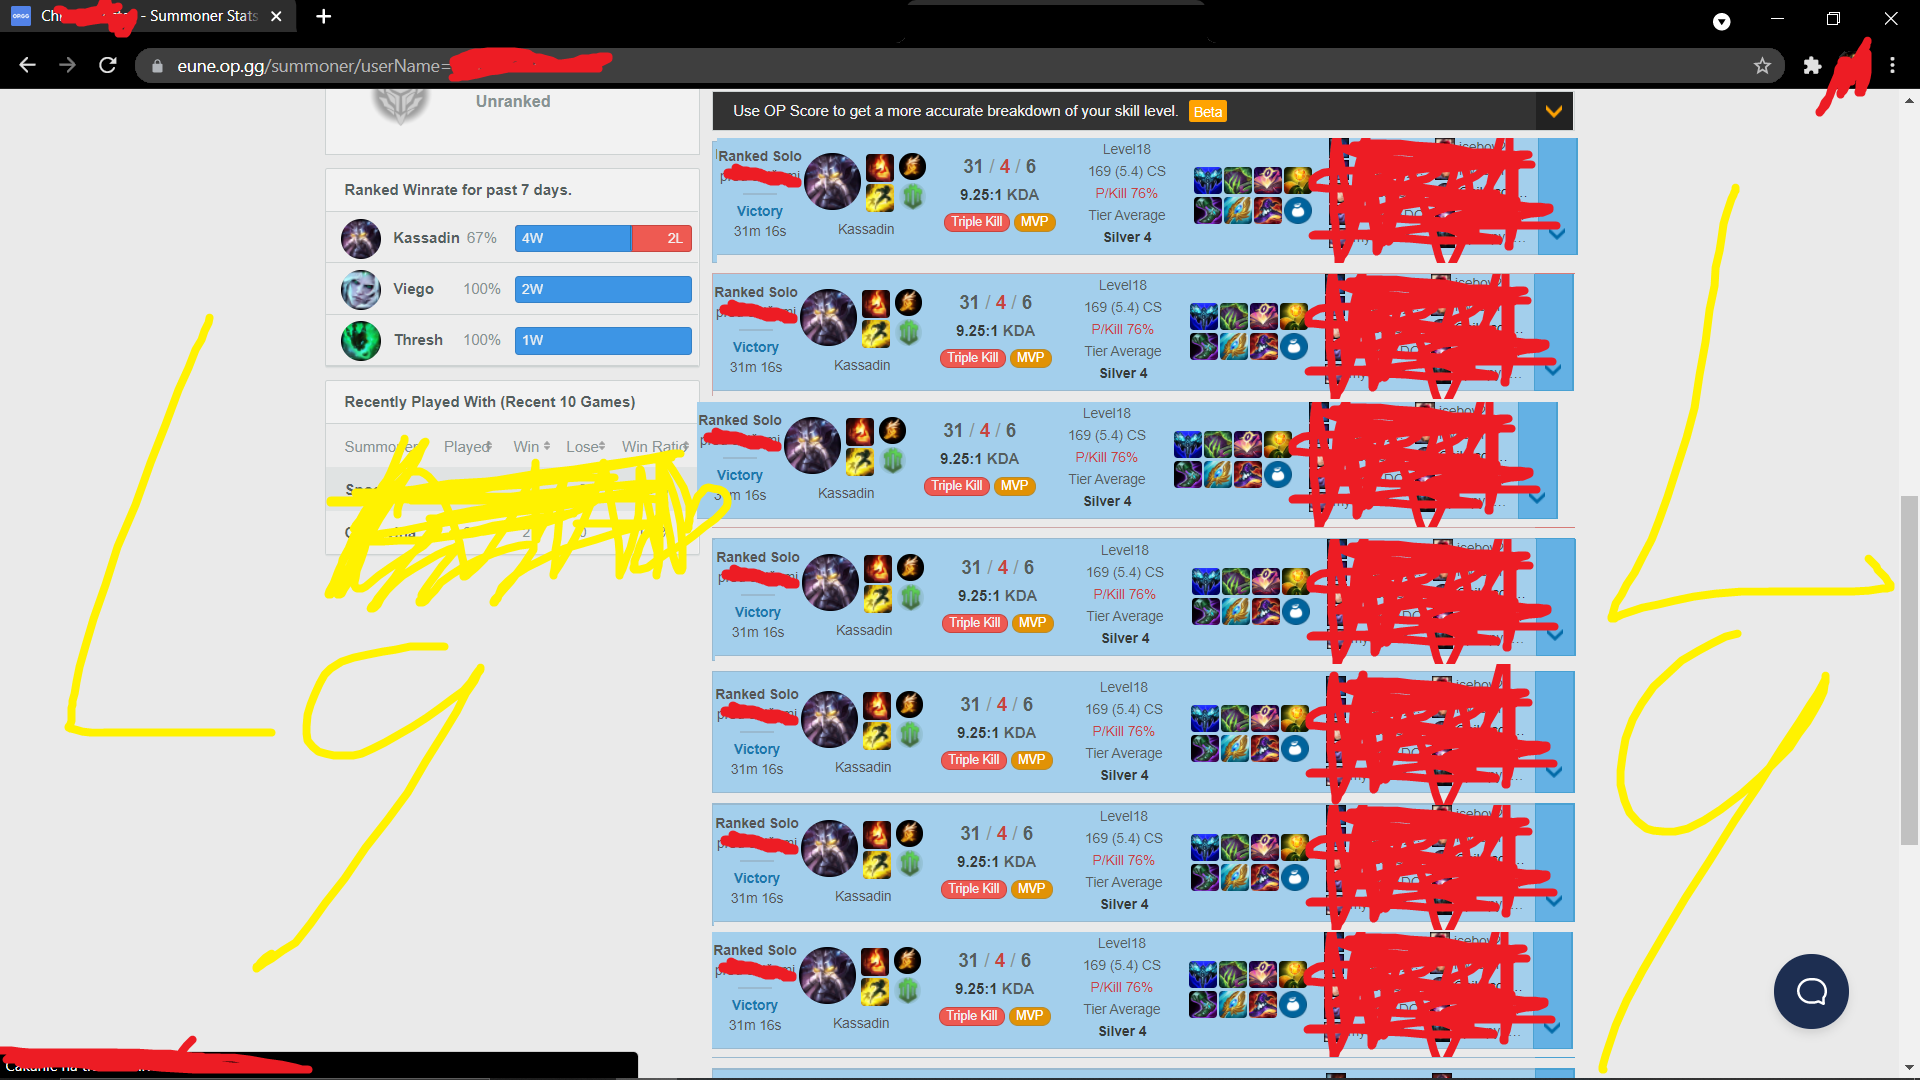 - Summoner Stats
eune.op.gg/summoner/userName=
Unranked
Use OP Score to get a more accurate breakdown of your skill level. Beta
Ranked Winrate for past 7 days.
Kassadin 67% 4W 2L
Viego 100% 2W
Thresh 100% 1W
Recently Played With (Recent 10 Games)
Played Win Lose Win Ratio
Ranked Solo
Victory
31m 16s
Kassadin
31 / 4 / 6
9.25:1 KDA
Triple Kill MVP
Level18
169 (5.4) CS
P/Kill 76%
Tier Average
Silver 4
Ranked Solo
Victory
31m 16s
Kassadin
31 / 4 / 6
9.25:1 KDA
Triple Kill MVP
Level18
169 (5.4) CS
P/Kill 76%
Tier Average
Silver 4
Ranked Solo
Victory
16s
Kassadin
31 / 4 / 6
9.25:1 KDA
Triple Kill MVP
Level18
169 (5.4) CS
P/Kill 76%
Tier Average
Silver 4
Ranked Solo
Victory
31m 16s
Kassadin
31 / 4 / 6
9.25:1 KDA
Triple Kill MVP
Level18
169 (5.4) CS
P/Kill 76%
Tier Average
Silver 4
Ranked Solo
Victory
31m 16s
Kassadin
31 / 4 / 6
9.25:1 KDA
Triple Kill MVP
Level18
169 (5.4) CS
P/Kill 76%
Tier Average
Silver 4
Ranked Solo
Victory
31m 16s
Kassadin
31 / 4 / 6
9.25:1 KDA
Triple Kill MVP
Level18
169 (5.4) CS
P/Kill 76%
Tier Average
Silver 4
Ranked Solo
Victory
31m 16s
Kassadin
31 / 4 / 6
9.25:1 KDA
Triple Kill MVP
Level18
169 (5.4) CS
P/Kill 76%
Tier Average
Silver 4
L9
L9